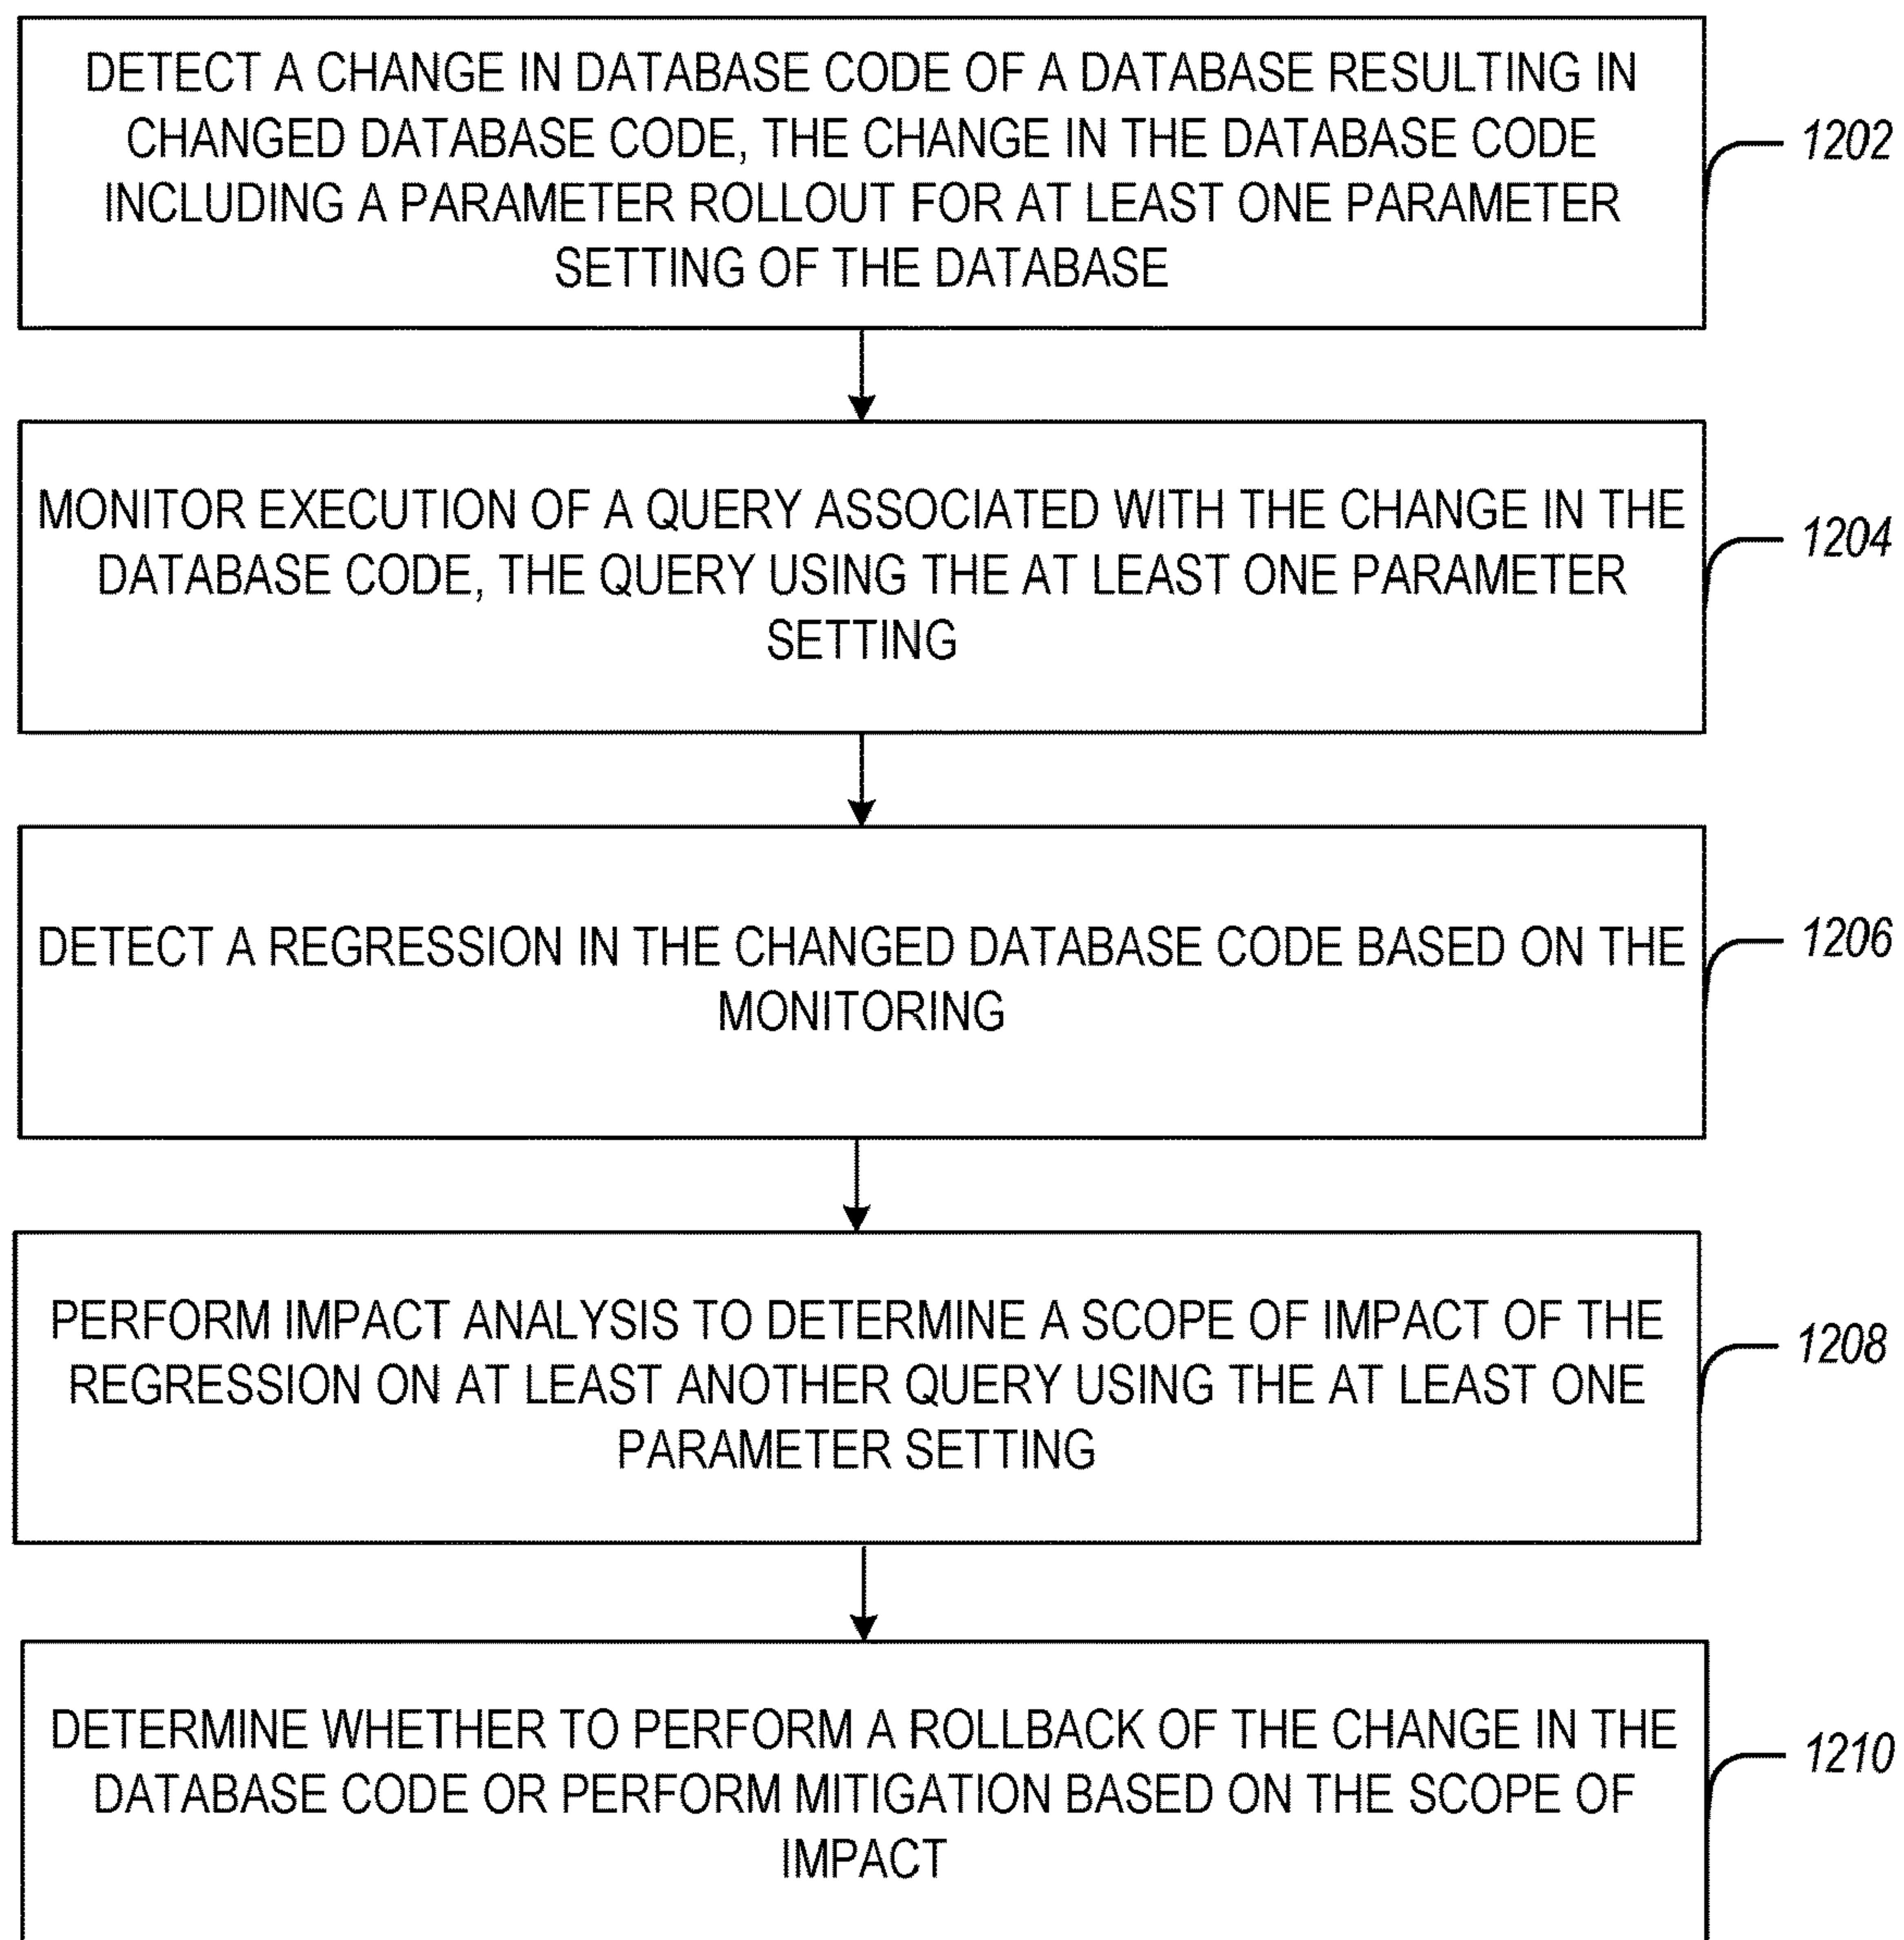 DETECT A CHANGE IN DATABASE CODE OF A DATABASE RESULTING IN
CHANGED DATABASE CODE, THE CHANGE IN THE DATABASE CODE
INCLUDING A PARAMETER ROLLOUT FOR AT LEAST ONE PARAMETER
SETTING OF THE DATABASE
1202
MONITOR EXECUTION OF A QUERY ASSOCIATED WITH THE CHANGE IN THE
DATABASE CODE, THE QUERY USING THE AT LEAST ONE PARAMETER
SETTING
1204
DETECT A REGRESSION IN THE CHANGED DATABASE CODE BASED ON THE
MONITORING
1206
PERFORM IMPACT ANALYSIS TO DETERMINE A SCOPE OF IMPACT OF THE
REGRESSION ON AT LEAST ANOTHER QUERY USING THE AT LEAST ONE
PARAMETER SETTING
1208
DETERMINE WHETHER TO PERFORM A ROLLBACK OF THE CHANGE IN THE
DATABASE CODE OR PERFORM MITIGATION BASED ON THE SCOPE OF
IMPACT
1210